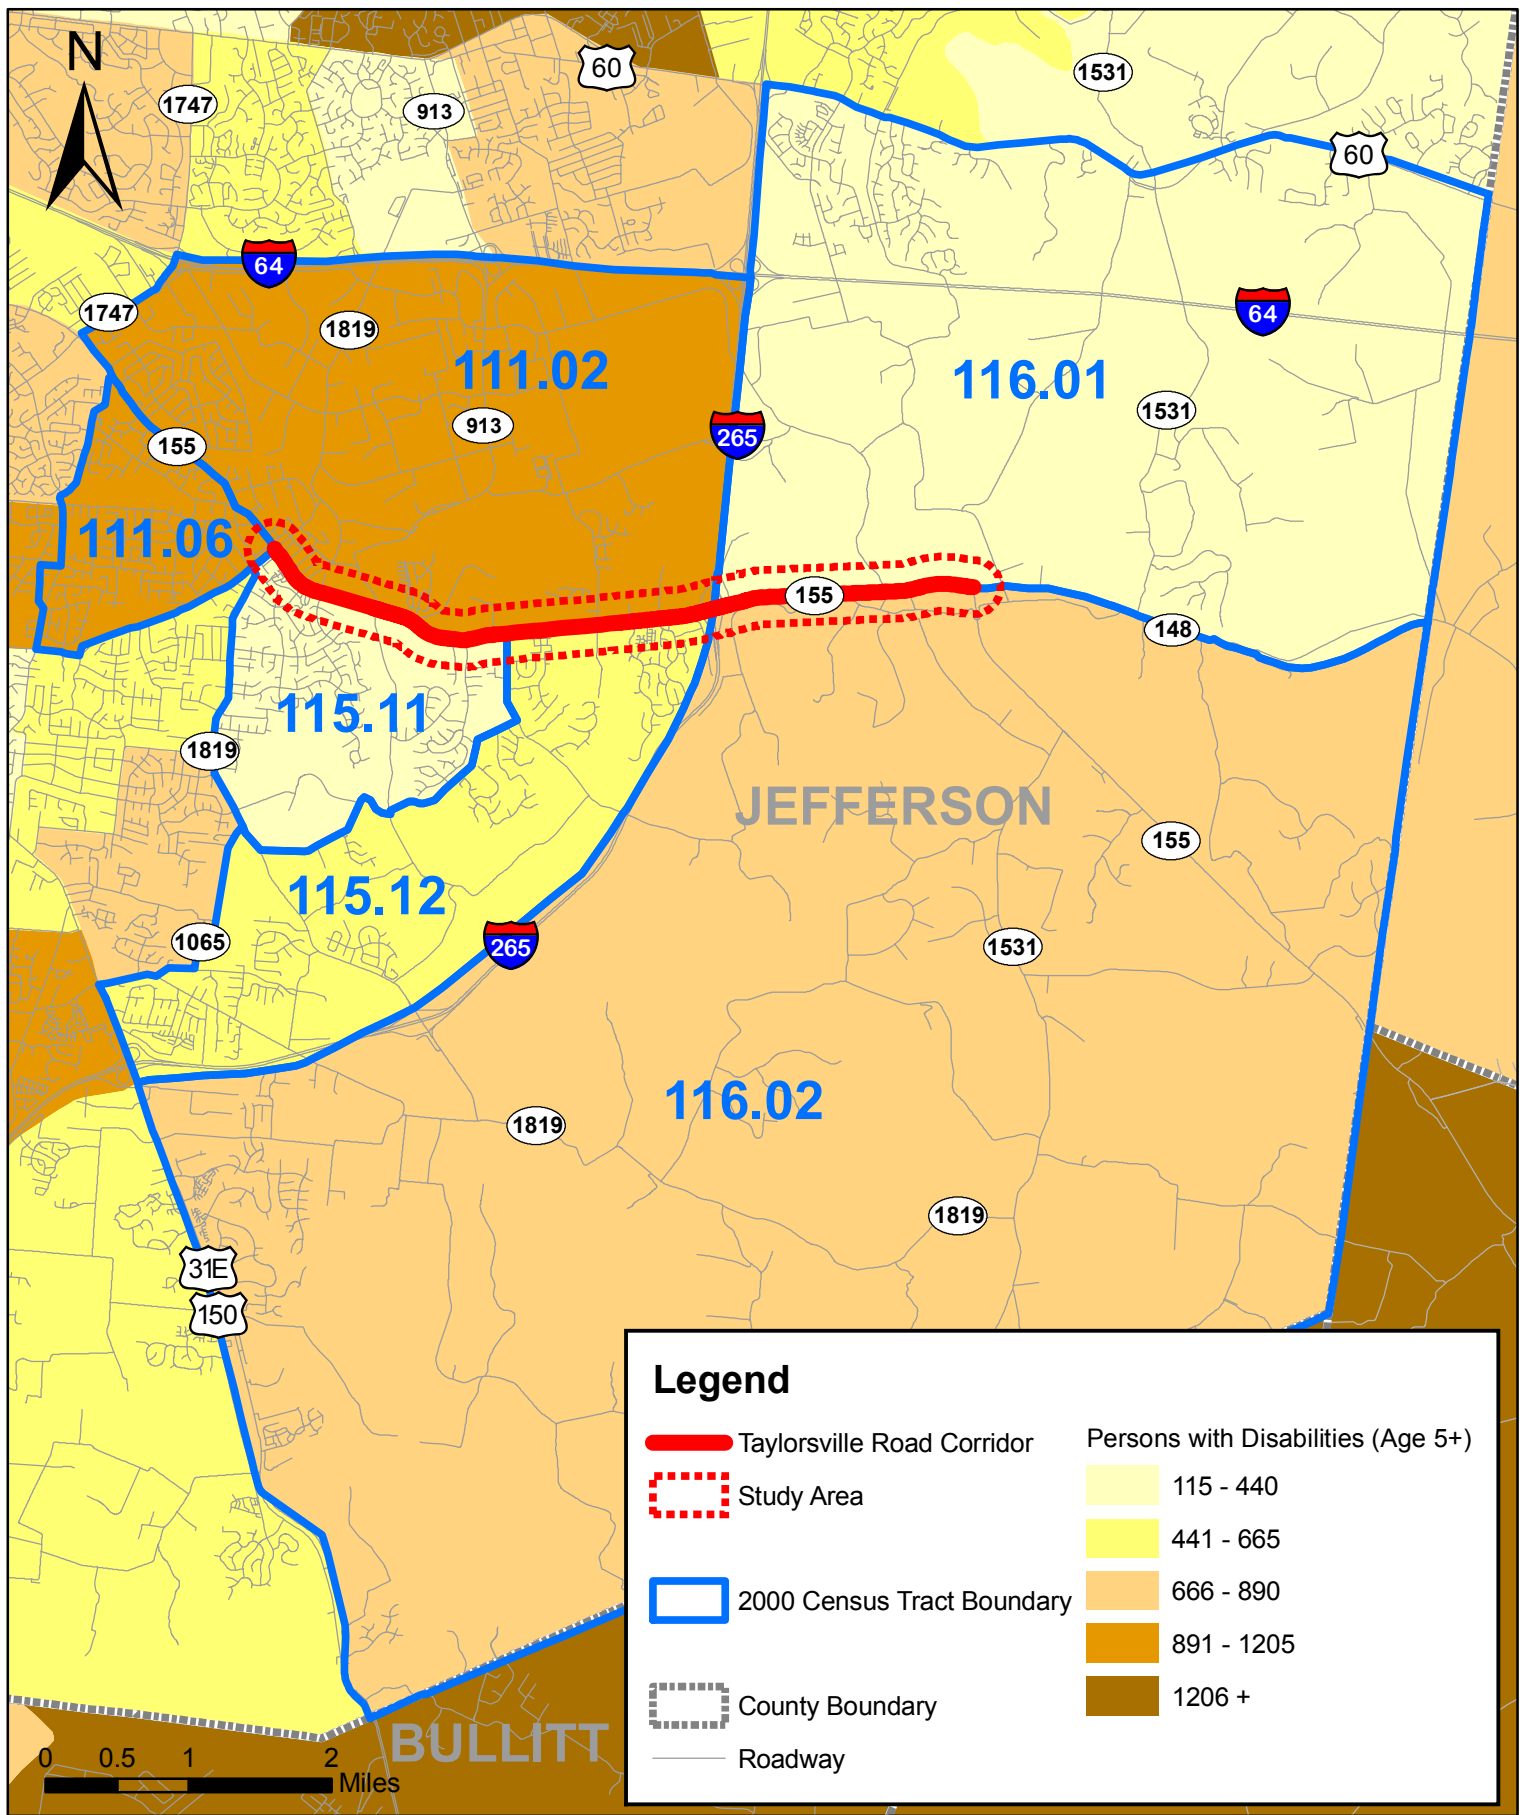 N
60
1531
1747
913
60
64
1747
1819
64
111.02
116.01
1531
913
265
155
111.06
155
148
115.11
1819
JEFFERSON
155
115.12
1065
265
1531
116.02
1819
1819
31E
150
Legend
Taylorsville Road Corridor
Study Area
2000 Census Tract Boundary
County Boundary
Roadway
Persons with Disabilities (Age 5+)
115 - 440
441 - 665
666 - 890
891 - 1205
1206 +
BULLITT
0 0.5 1 2
Miles